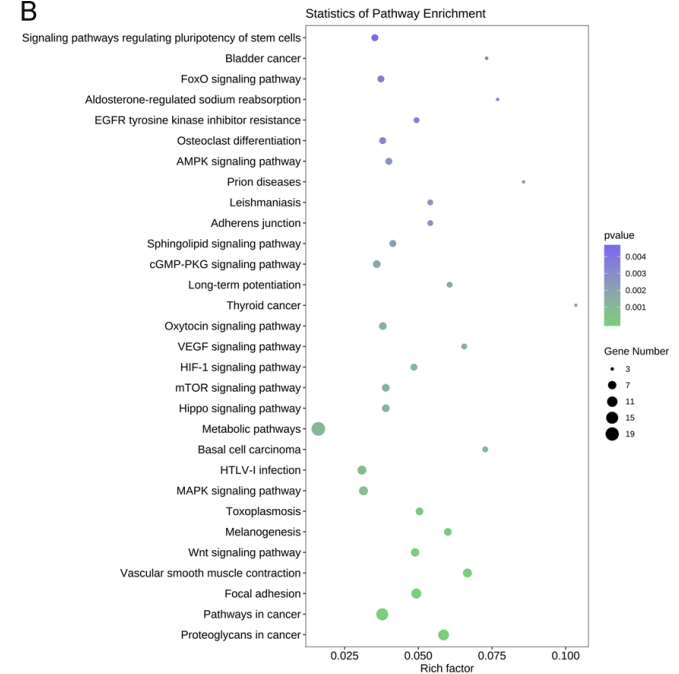 B
Statistics of Pathway Enrichment
Signaling pathways regulating pluripotency of stem cells
Bladder cancer
FoxO signaling pathway
Aldosterone-regulated sodium reabsorption
EGFR tyrosine kinase inhibitor resistance
Osteoclast differentiation
AMPK signaling pathway
Prion diseases
Leishmaniasis
Adherens junction
Sphingolipid signaling pathway
cGMP-PKG signaling pathway
Long-term potentiation
Thyroid cancer
Oxytocin signaling pathway
VEGF signaling pathway
HIF-1 signaling pathway
mTOR signaling pathway
Hippo signaling pathway
Metabolic pathways
Basal cell carcinoma
HTLV-I infection
MAPK signaling pathway
Toxoplasmosis
Melanogenesis
Wnt signaling pathway
Vascular smooth muscle contraction
Focal adhesion
Pathways in cancer
Proteoglycans in cancer
0.025 0.050 0.075 0.100
Rich factor
pvalue
0.004
0.003
0.002
0.001
Gene Number
3
7
11
15
19